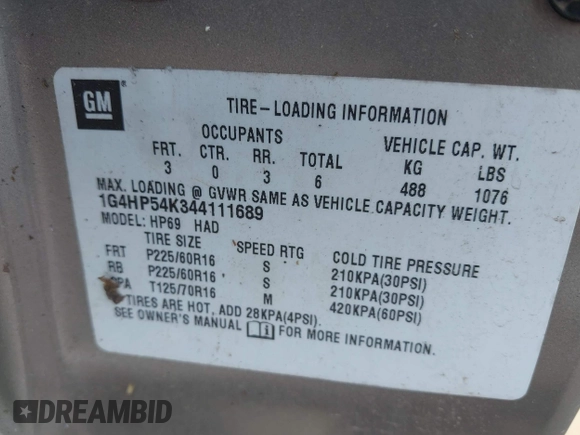 GM
TIRE-LOADING INFORMATION
OCCUPANTS VEHICLE CAP. WT.
FRT. CTR. RR. TOTAL KG LBS
3 0 3 6 488 1076
MAX. LOADING @ GVWR SAME AS VEHICLE CAPACITY WEIGHT.
1G4HP54K344111689
MODEL: HP69 HAD
TIRE SIZE SPEED RTG COLD TIRE PRESSURE
FRT P225/60R16 S 210KPA(30PSI)
RB P225/60R16 S 210KPA(30PSI)
T125/70R16 M 420KPA(60PSI)
TIRES ARE HOT, ADD 28KPA(4PSI).
SEE OWNER'S MANUAL FOR MORE INFORMATION.
DREAMBID